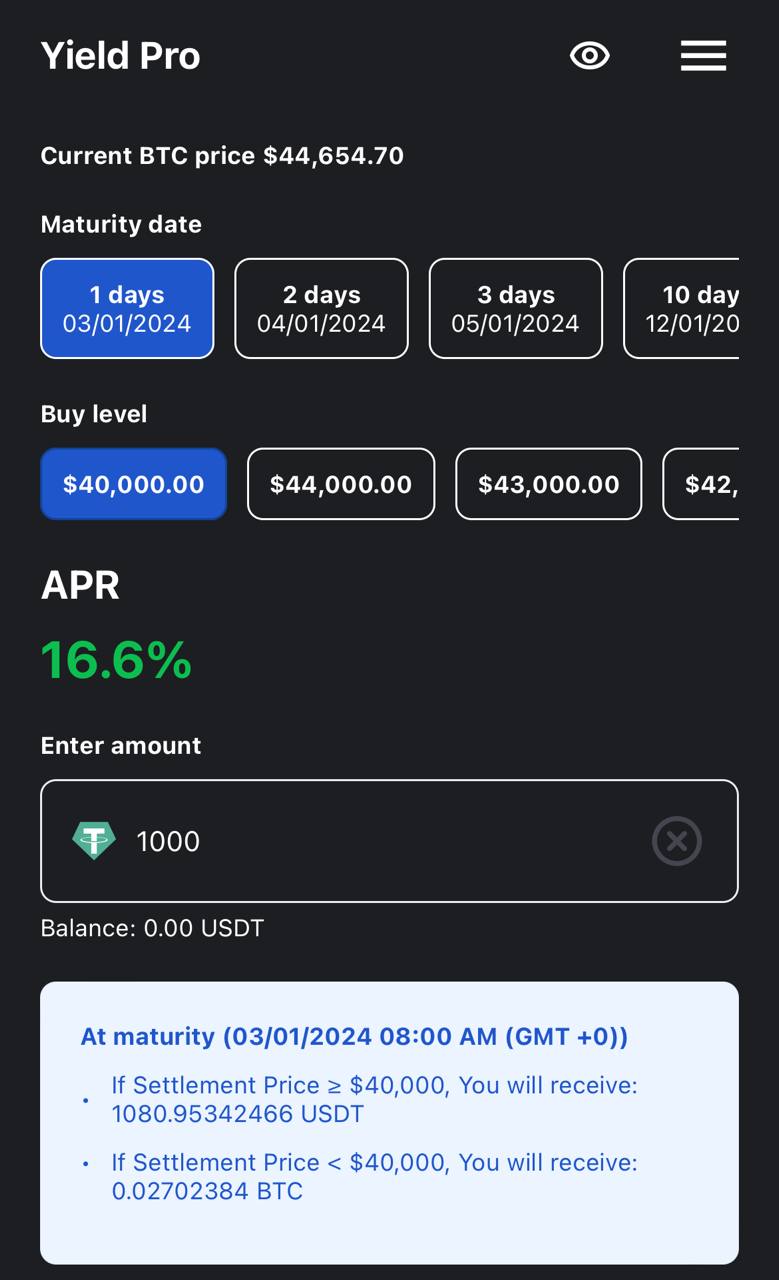 Yield Pro
Current BTC price $44,654.70
Maturity date
1 days
03/01/2024
2 days
04/01/2024
3 days
05/01/2024
10 day
12/01/20
Buy level
$40,000.00
$44,000.00
$43,000.00
$42,
APR
16.6%
Enter amount
1000
Balance: 0.00 USDT
At maturity (03/01/2024 08:00 AM (GMT +0))
• If Settlement Price ≥ $40,000, You will receive:
1080.95342466 USDT
• If Settlement Price < $40,000, You will receive:
0.02702384 BTC